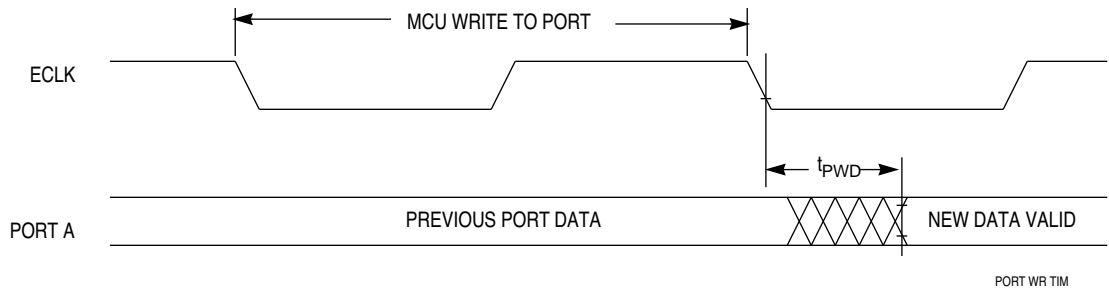 MCU WRITE TO PORT
ECLK
tPWD
PREVIOUS PORT DATA
NEW DATA VALID
PORT A
PORT WR TIM